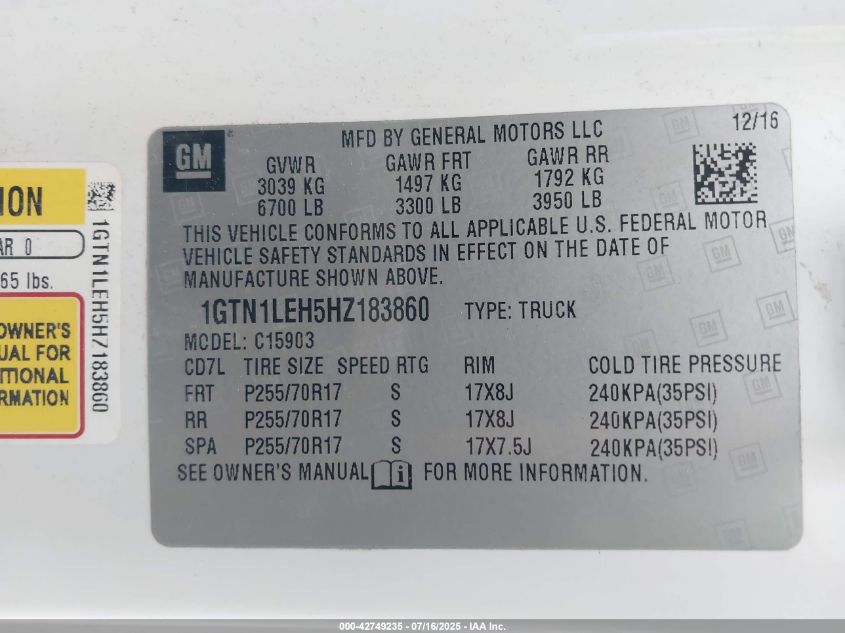 GM
MFD BY GENERAL MOTORS LLC
12/16
GVWR GAWR FRT GAWR RR
3039 KG 1497 KG 1792 KG
6700 LB 3300 LB 3950 LB
THIS VEHICLE CONFORMS TO ALL APPLICABLE U.S. FEDERAL MOTOR
VEHICLE SAFETY STANDARDS IN EFFECT ON THE DATE OF
MANUFACTURE SHOWN ABOVE.
1GTN1LEH5HZ183860 TYPE: TRUCK
MODEL: C15903
CD7L TIRE SIZE SPEED RTG RIM COLD TIRE PRESSURE
FRT P255/70R17 S 17X8J 240KPA(35PSI)
RR P255/70R17 S 17X8J 240KPA(35PSI)
SPA P255/70R17 S 17X7.5J 240KPA(35PSI)
SEE OWNER'S MANUAL i FOR MORE INFORMATION.
ION
AR 0
65 lbs.
OWNER'S
UAL FOR
ITIONAL
RMATION
1GTN1LEH5HZ183860
000-42749235 - 07/16/2025 - IAA Inc.